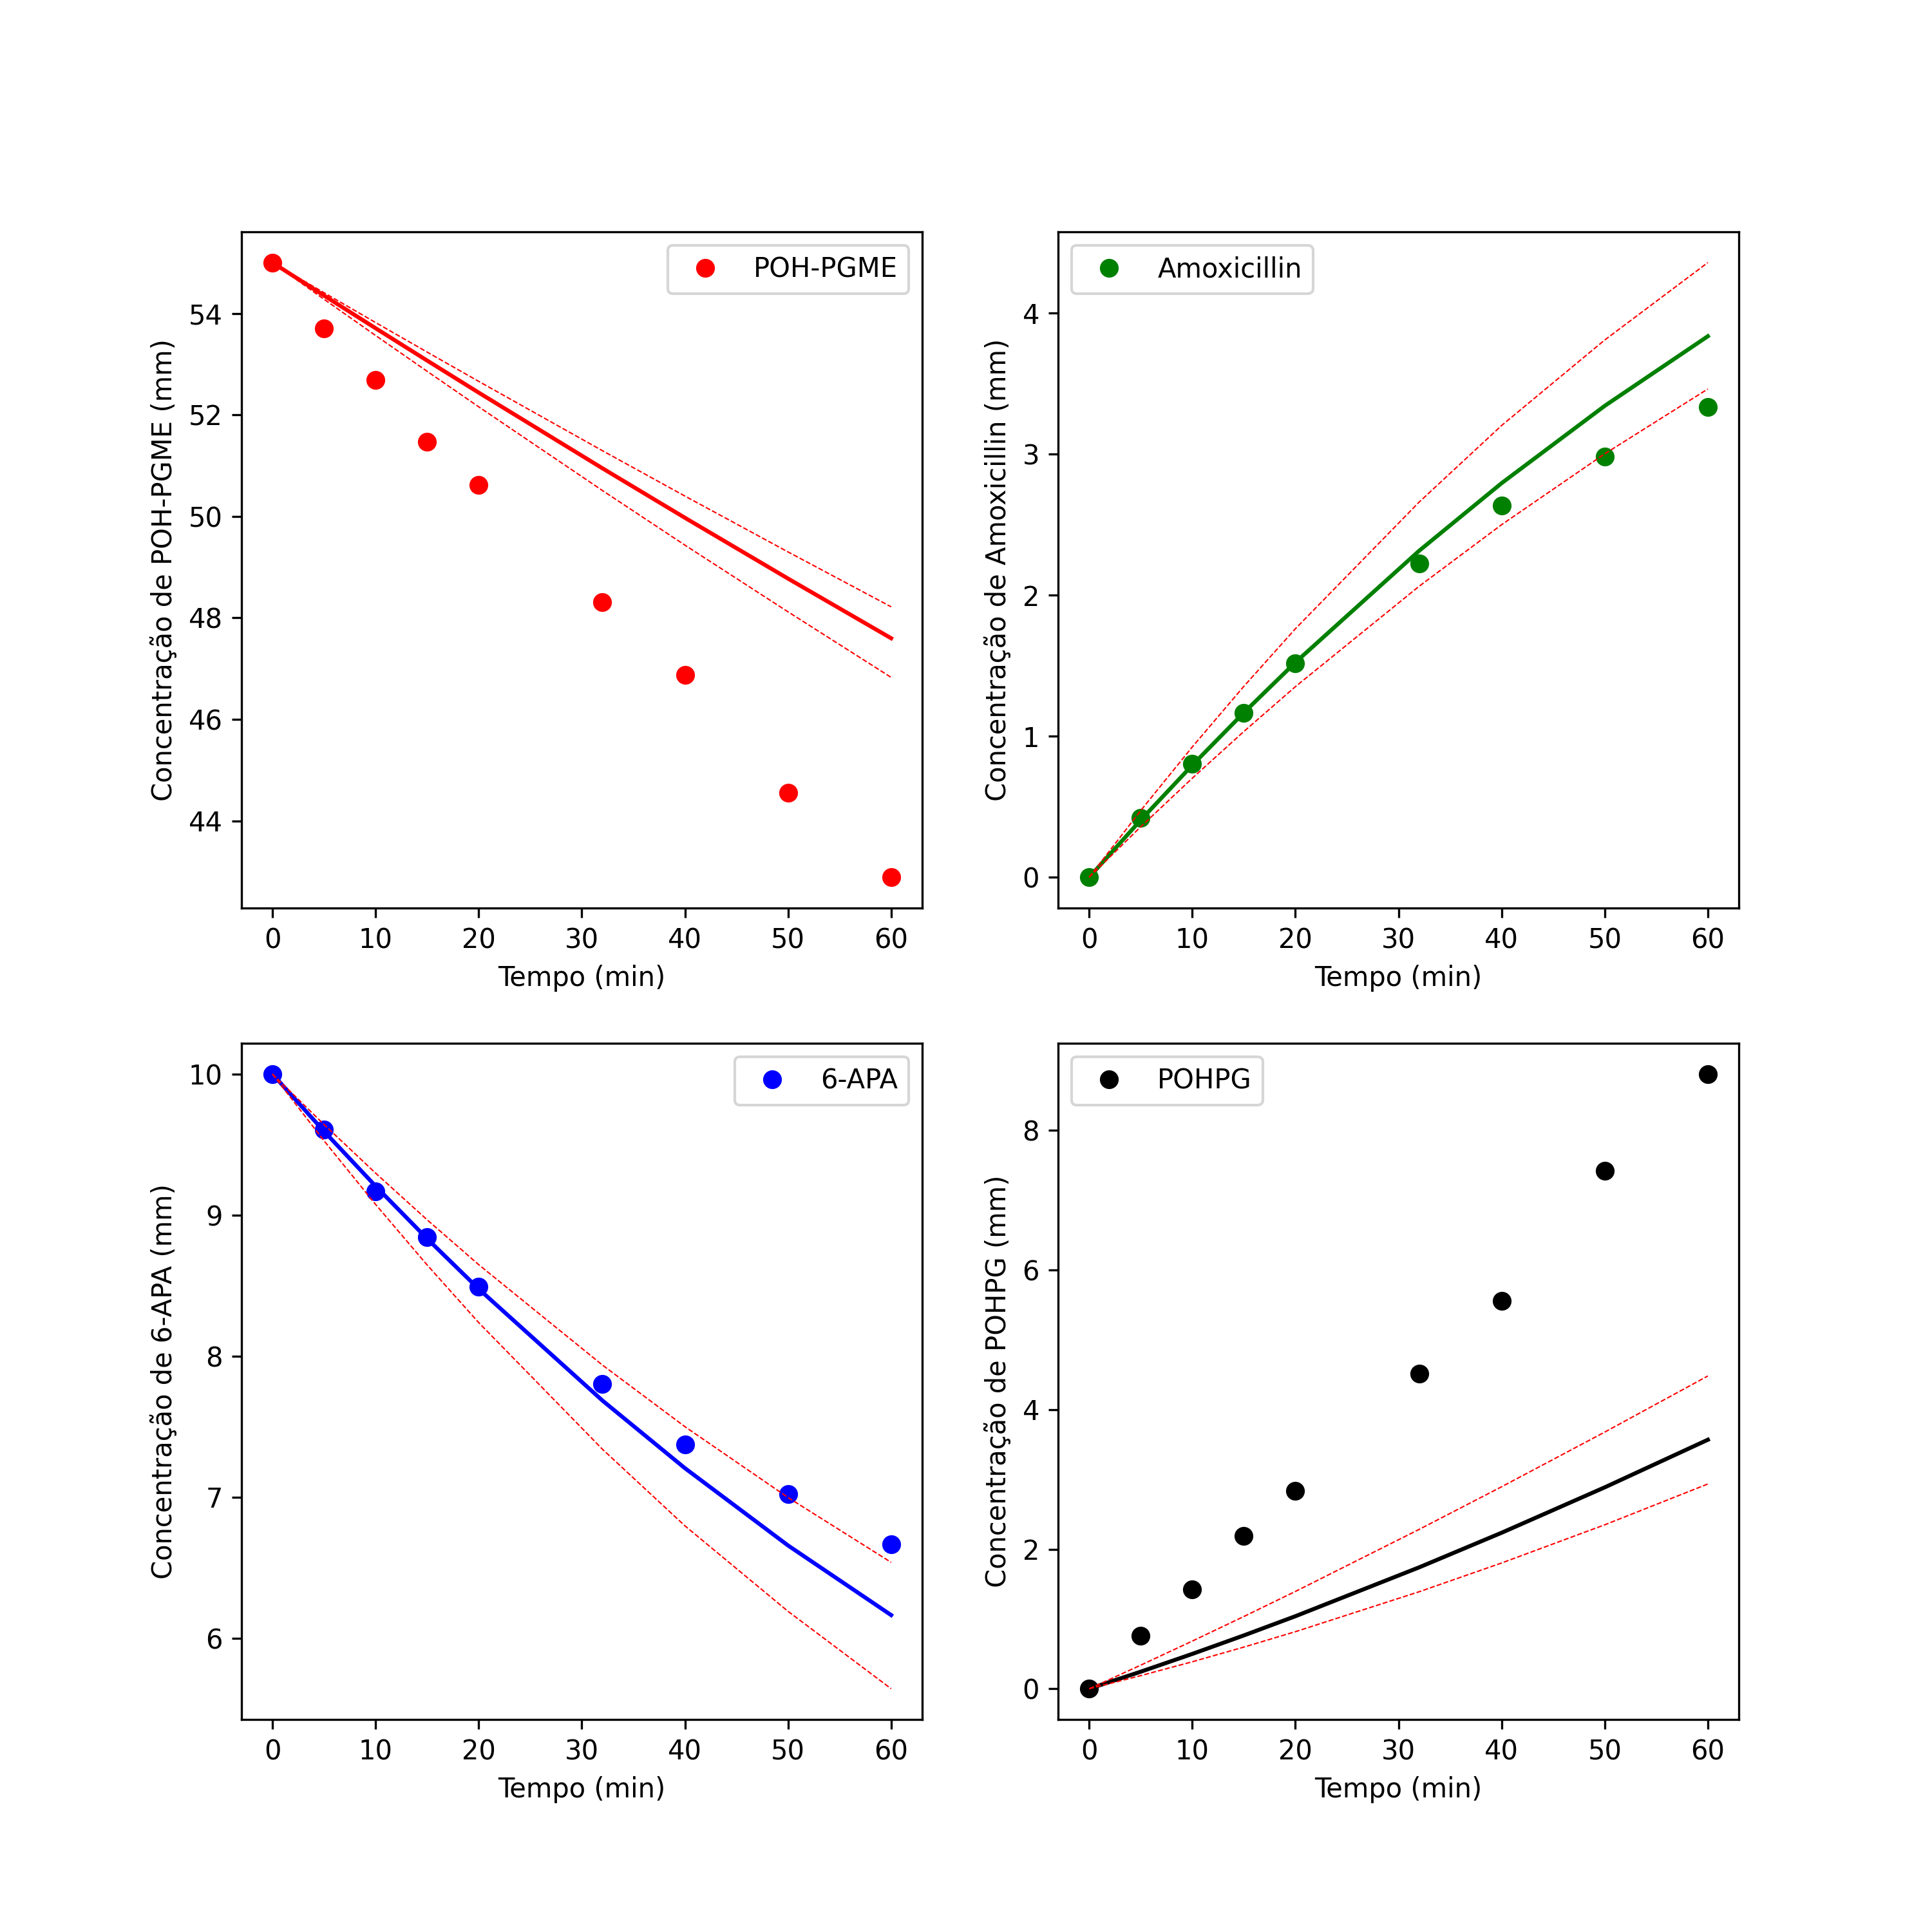 POH-PGME
Concentração de POH-PGME (mm)
54
52
50
48
46
44
0 10 20 30 40 50 60
Tempo (min)
Amoxicillin
Concentração de Amoxicillin (mm)
4
3
2
1
0
0 10 20 30 40 50 60
Tempo (min)
6-APA
Concentração de 6-APA (mm)
10
9
8
7
6
0 10 20 30 40 50 60
Tempo (min)
POHPG
Concentração de POHPG (mm)
8
6
4
2
0
0 10 20 30 40 50 60
Tempo (min)